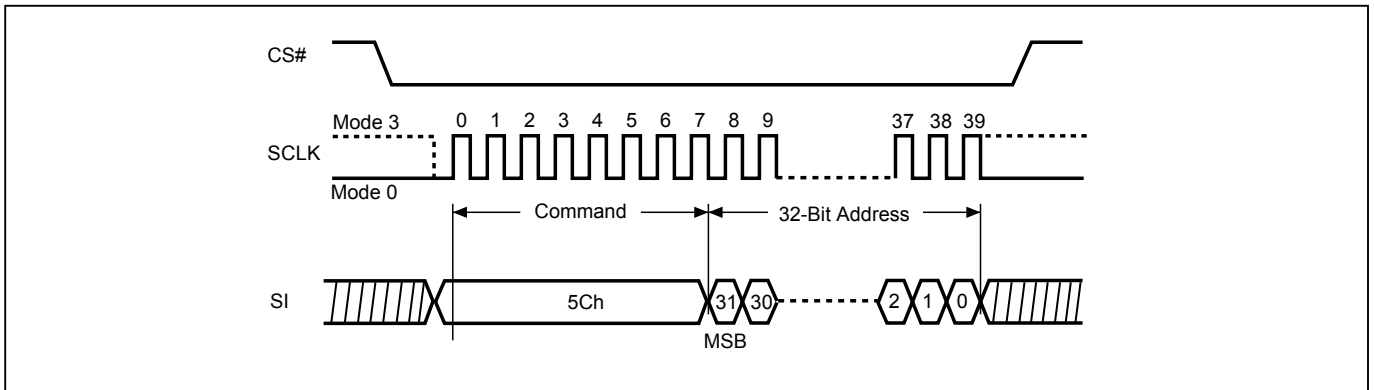 CS#
Mode 3
0 1 2 3 4 5 6 7 8 9 37 38 39
SCLK
Mode 0
Command 32-Bit Address
SI 5Ch 31 30 2 1 0
MSB